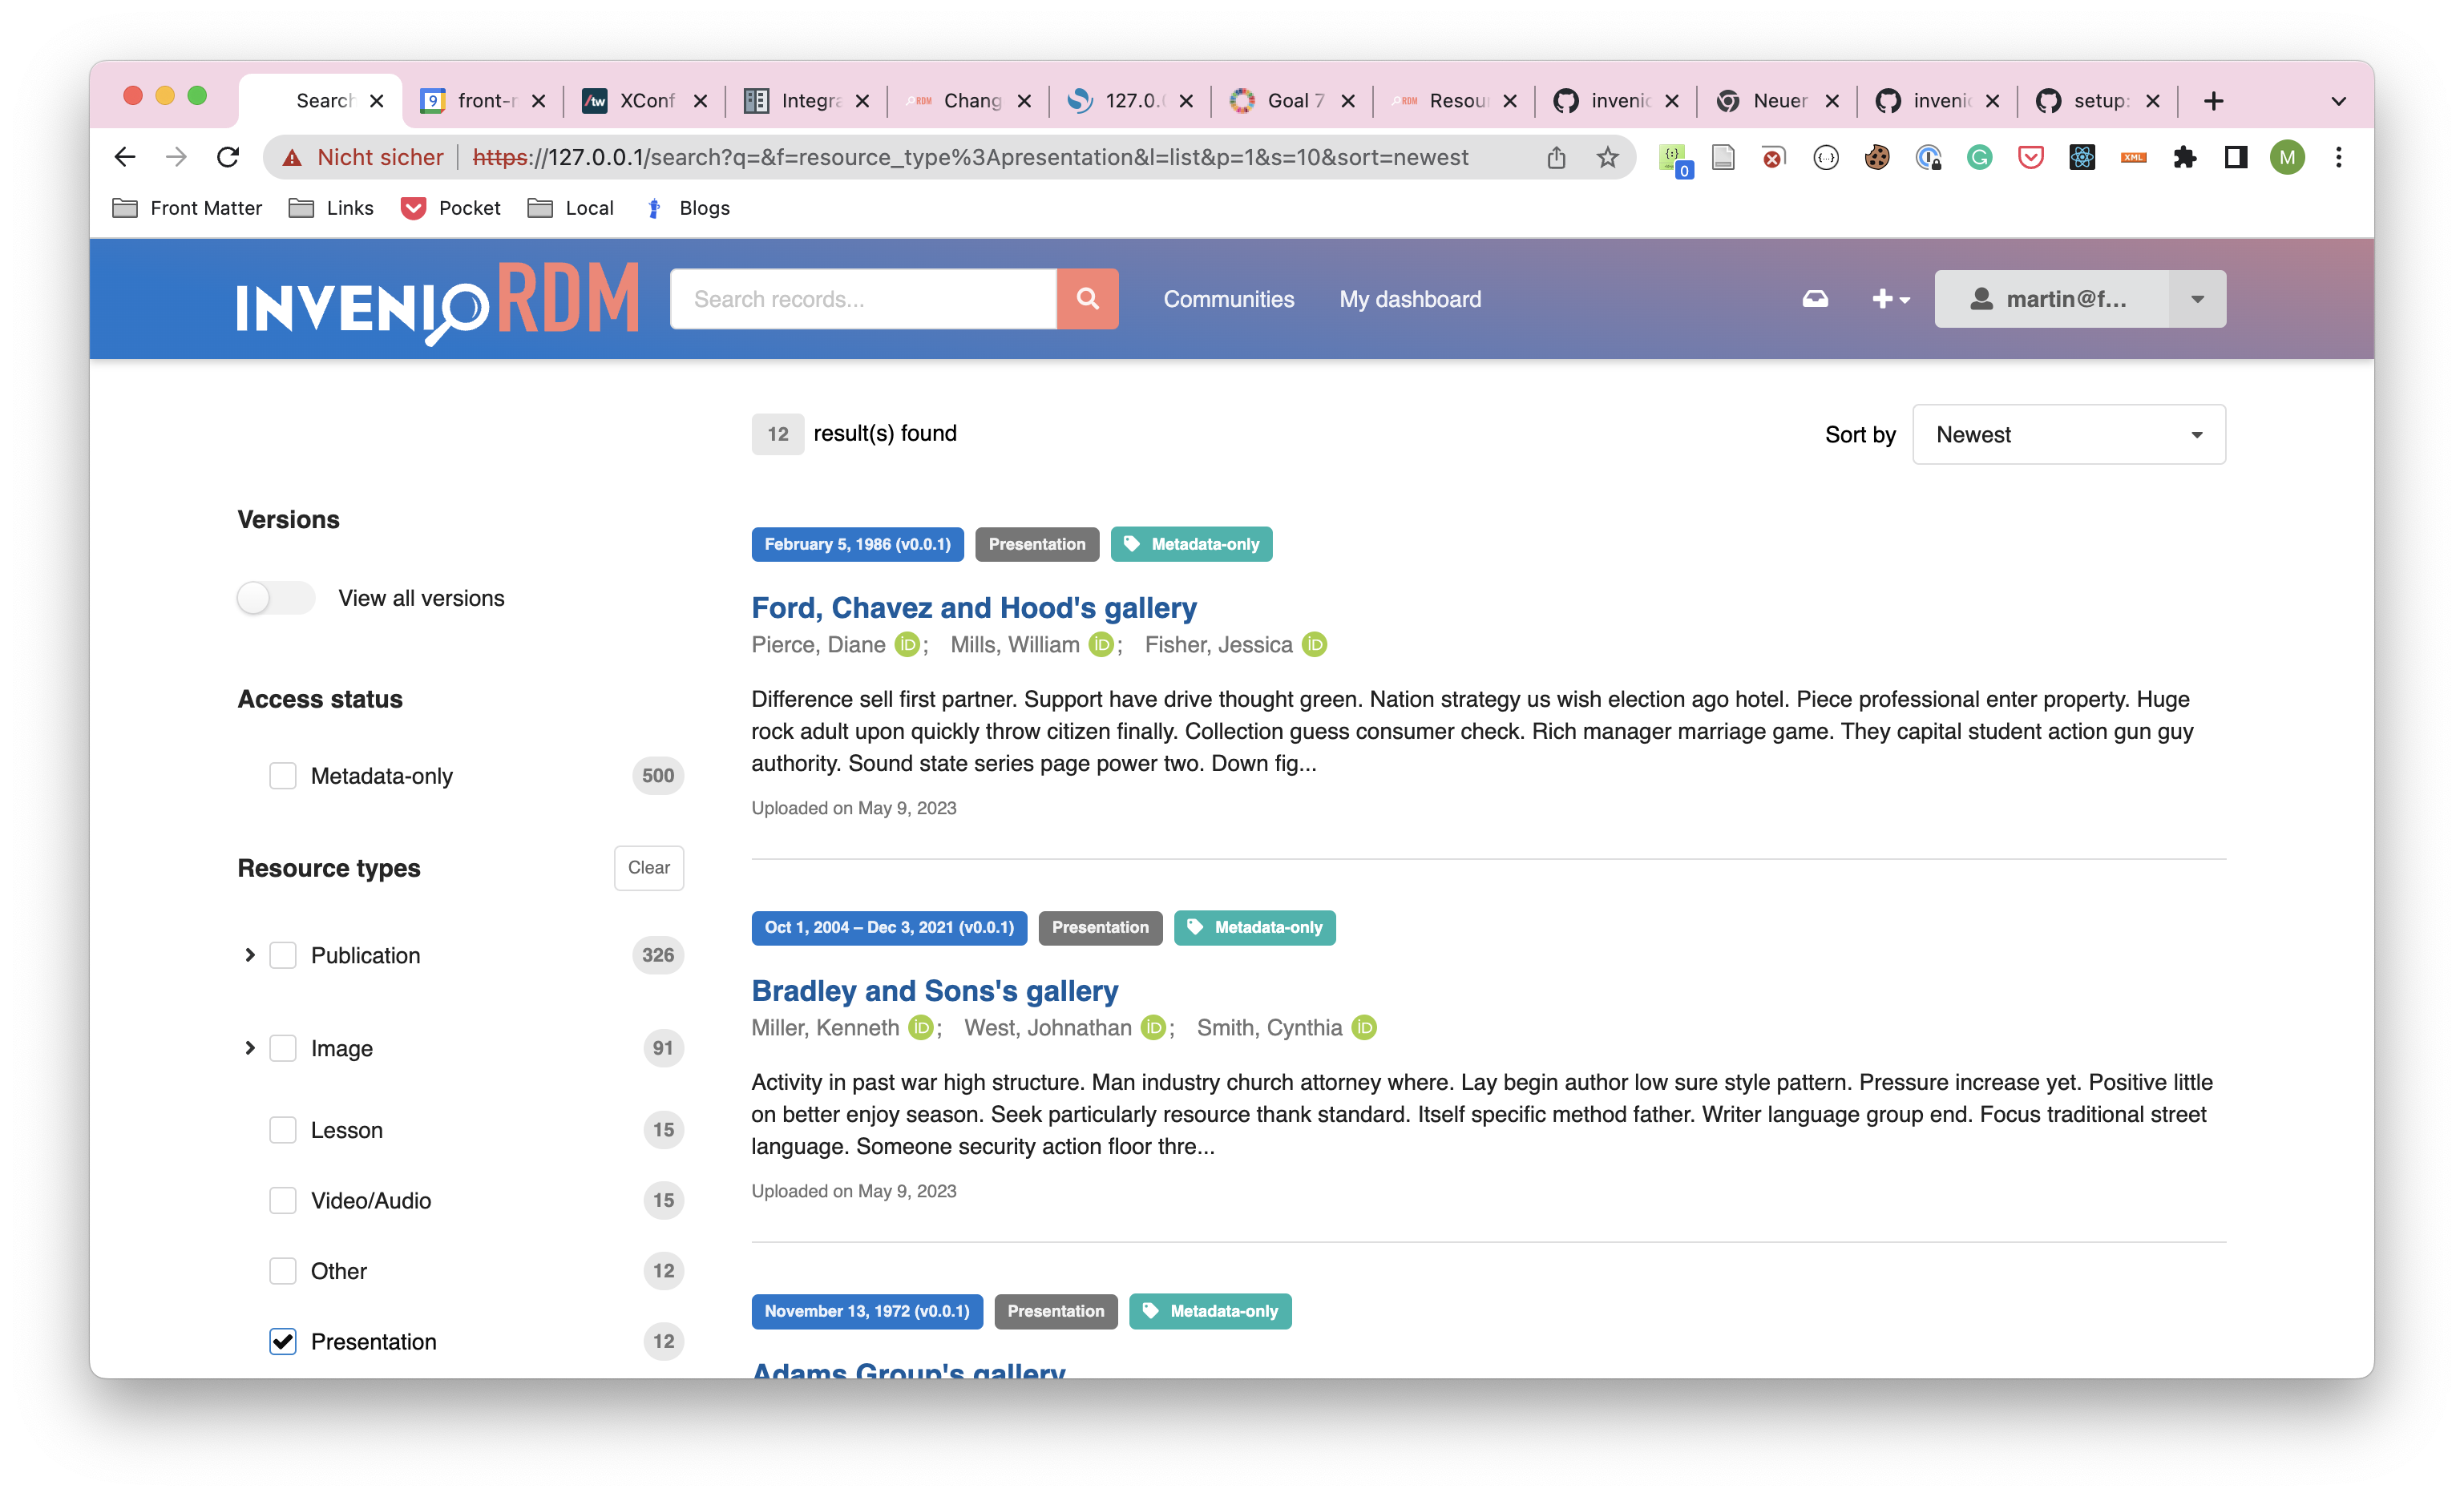 Search
front-r
XConf
Integra
Chang
127.0.
Goal 7
Resou
invenio
Neuer
invenio
setup:
Nicht sicher https://127.0.0.1/search?q=&f=resource_type%3Apresentation&l=list&p=1&s=10&sort=newest
Front Matter Links Pocket Local Blogs
INVENIO RDM Search records... Communities My dashboard martin@f...
12 result(s) found Sort by Newest
Versions
View all versions
Access status
Metadata-only 500
Resource types Clear
Publication 326
Image 91
Lesson 15
Video/Audio 15
Other 12
Presentation 12
February 5, 1986 (v0.0.1) Presentation Metadata-only
Ford, Chavez and Hood's gallery
Pierce, Diane iD; Mills, William iD; Fisher, Jessica iD
Difference sell first partner. Support have drive thought green. Nation strategy us wish election ago hotel. Piece professional enter property. Huge
rock adult upon quickly throw citizen finally. Collection guess consumer check. Rich manager marriage game. They capital student action gun guy
authority. Sound state series page power two. Down fig...
Uploaded on May 9, 2023
Oct 1, 2004 – Dec 3, 2021 (v0.0.1) Presentation Metadata-only
Bradley and Sons's gallery
Miller, Kenneth iD; West, Johnathan iD; Smith, Cynthia iD
Activity in past war high structure. Man industry church attorney where. Lay begin author low sure style pattern. Pressure increase yet. Positive little
on better enjoy season. Seek particularly resource thank standard. Itself specific method father. Writer language group end. Focus traditional street
language. Someone security action floor thre...
Uploaded on May 9, 2023
November 13, 1972 (v0.0.1) Presentation Metadata-only
Adams Group's gallery